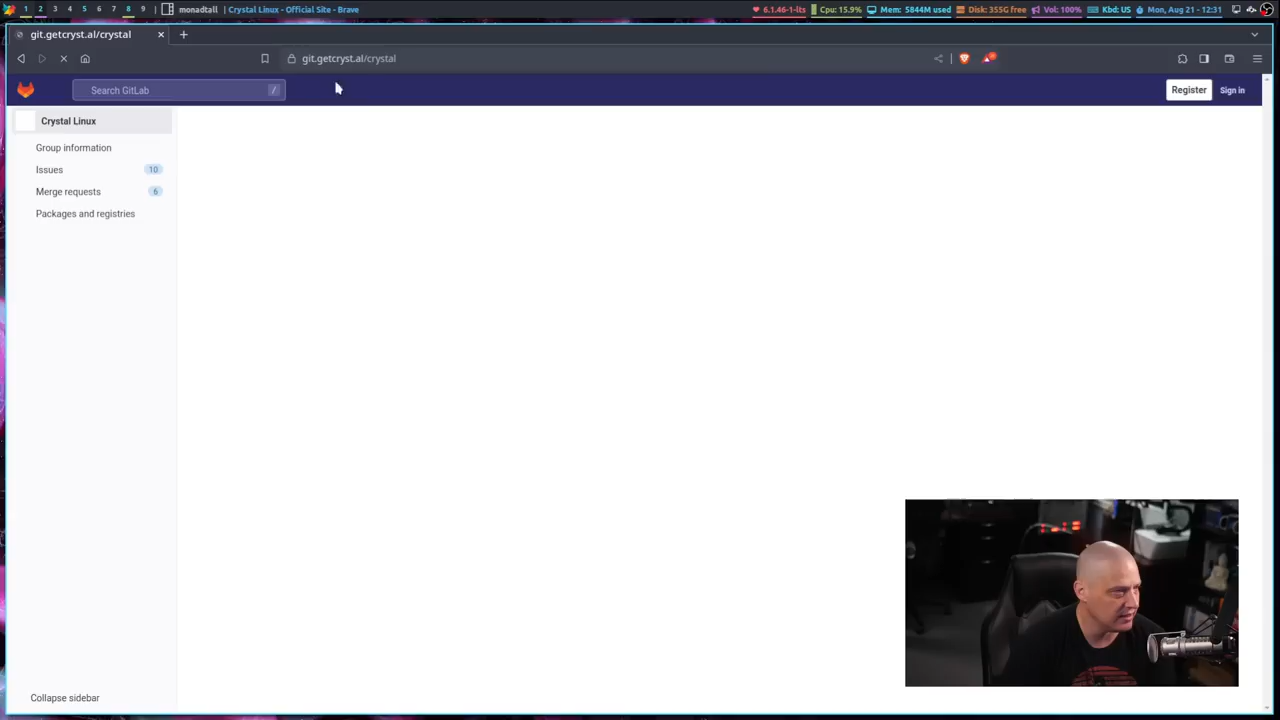 1 2 3 4 5 6 7 8 9 | monadtall | Crystal Linux - Official Site - Brave
6.1.46-1-lts Cpu: 15.9% Mem: 5844M used Disk: 355G free Vol: 100% Kbd: US Mon, Aug 21 - 12:31
git.getcryst.al/crystal
git.getcryst.al/crystal
Search GitLab /
Register Sign in
Crystal Linux
Group information
Issues 10
Merge requests 6
Packages and registries
Collapse sidebar